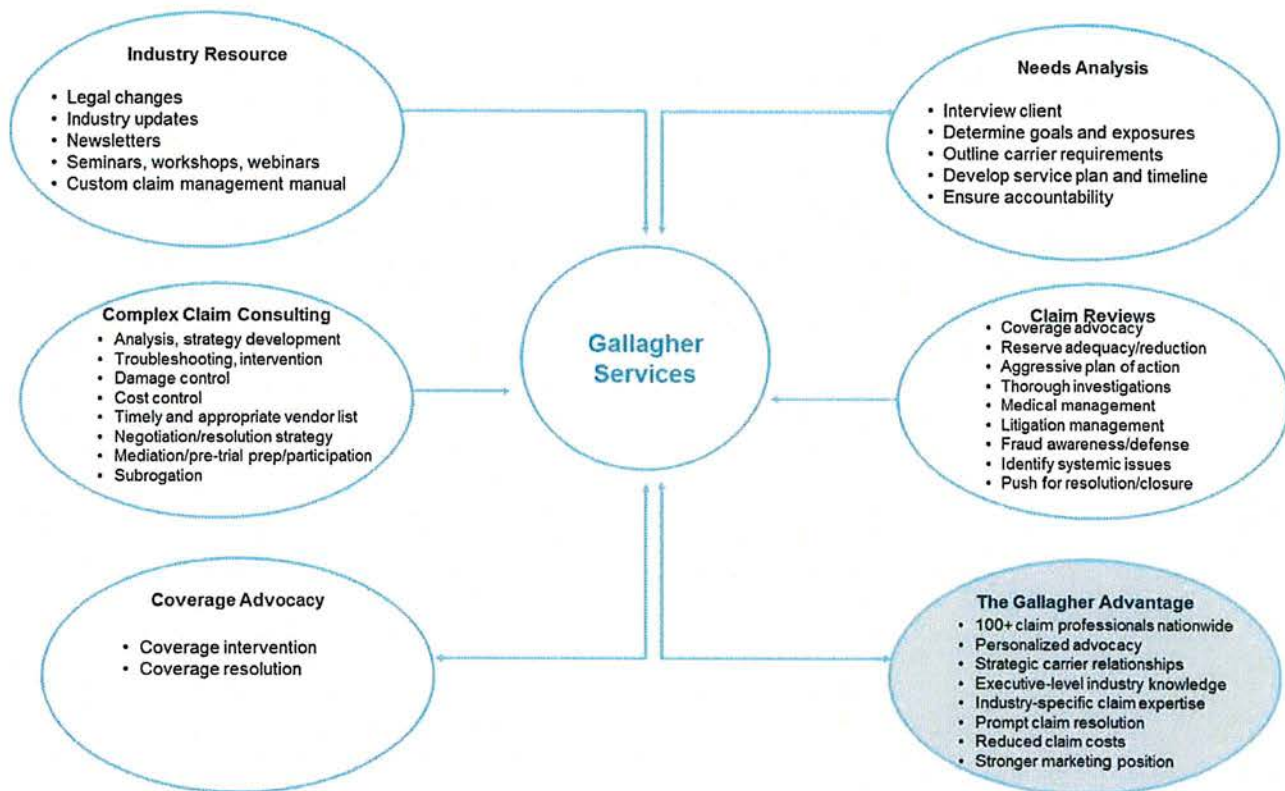 Industry Resource
• Legal changes
• Industry updates
• Newsletters
• Seminars, workshops, webinars
• Custom claim management manual
Needs Analysis
• Interview client
• Determine goals and exposures
• Outline carrier requirements
• Develop service plan and timeline
• Ensure accountability
Complex Claim Consulting
• Analysis, strategy development
• Troubleshooting, intervention
• Damage control
• Cost control
• Timely and appropriate vendor list
• Negotiation/resolution strategy
• Mediation/pre-trial prep/participation
• Subrogation
Gallagher
Services
Claim Reviews
• Coverage advocacy
• Reserve adequacy/reduction
• Aggressive plan of action
• Thorough investigations
• Medical management
• Litigation management
• Fraud awareness/defense
• Identify systemic issues
• Push for resolution/closure
Coverage Advocacy
• Coverage intervention
• Coverage resolution
The Gallagher Advantage
• 100+ claim professionals nationwide
• Personalized advocacy
• Strategic carrier relationships
• Executive-level industry knowledge
• Industry-specific claim expertise
• Prompt claim resolution
• Reduced claim costs
• Stronger marketing position